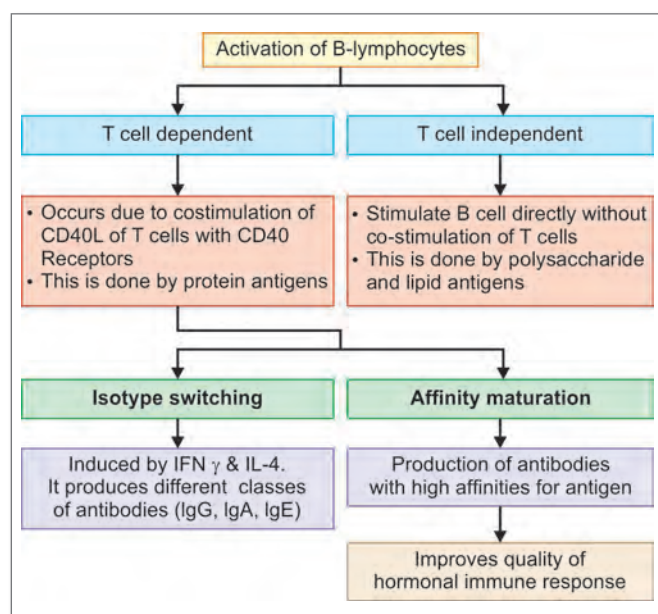 Activation of B-lymphocytes
T cell dependent
T cell independent
• Occurs due to costimulation of
CD40L of T cells with CD40
Receptors
• This is done by protein antigens
• Stimulate B cell directly without
co-stimulation of T cells
• This is done by polysaccharide
and lipid antigens
Isotype switching
Affinity maturation
Induced by IFN γ & IL-4.
It produces different classes
of antibodies (IgG, IgA, IgE)
Production of antibodies
with high affinities for antigen
Improves quality of
hormonal immune response